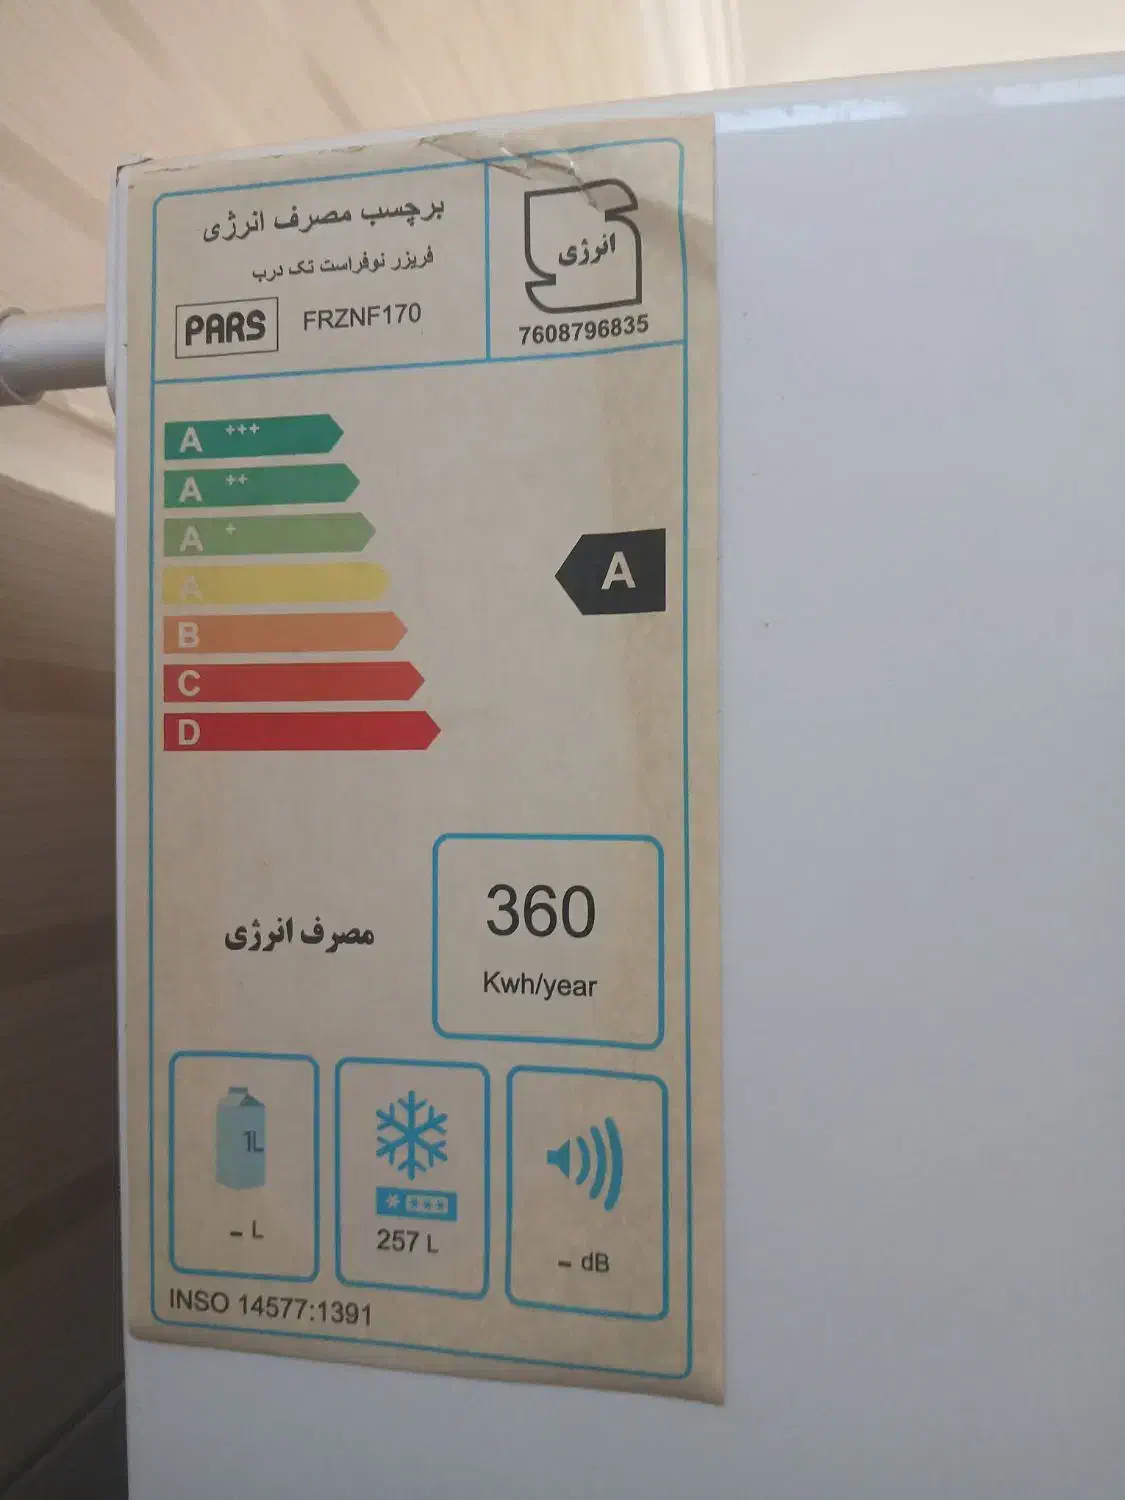 برچسب مصرف انرژی
فریزر نوفراست تک درب
PARS FRZNF170
انرژی
7608796835
A +++
A ++
A +
A
B
C
D
A
مصرف انرژی
360
Kwh/year
1L
- L
257 L
- dB
INSO 14577:1391